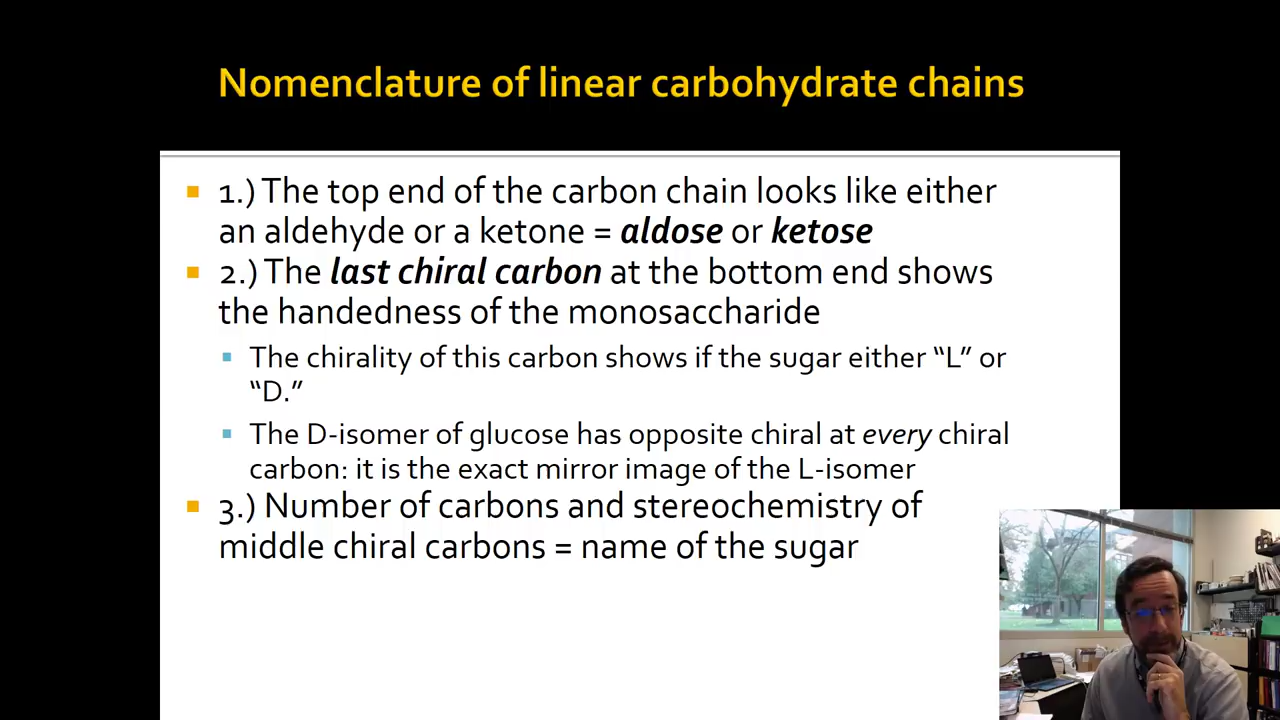 Nomenclature of linear carbohydrate chains
1.) The top end of the carbon chain looks like either
an aldehyde or a ketone = aldose or ketose
2.) The last chiral carbon at the bottom end shows
the handedness of the monosaccharide
The chirality of this carbon shows if the sugar either “L” or
“D.”
The D-isomer of glucose has opposite chiral at every chiral
carbon: it is the exact mirror image of the L-isomer
3.) Number of carbons and stereochemistry of
middle chiral carbons = name of the sugar